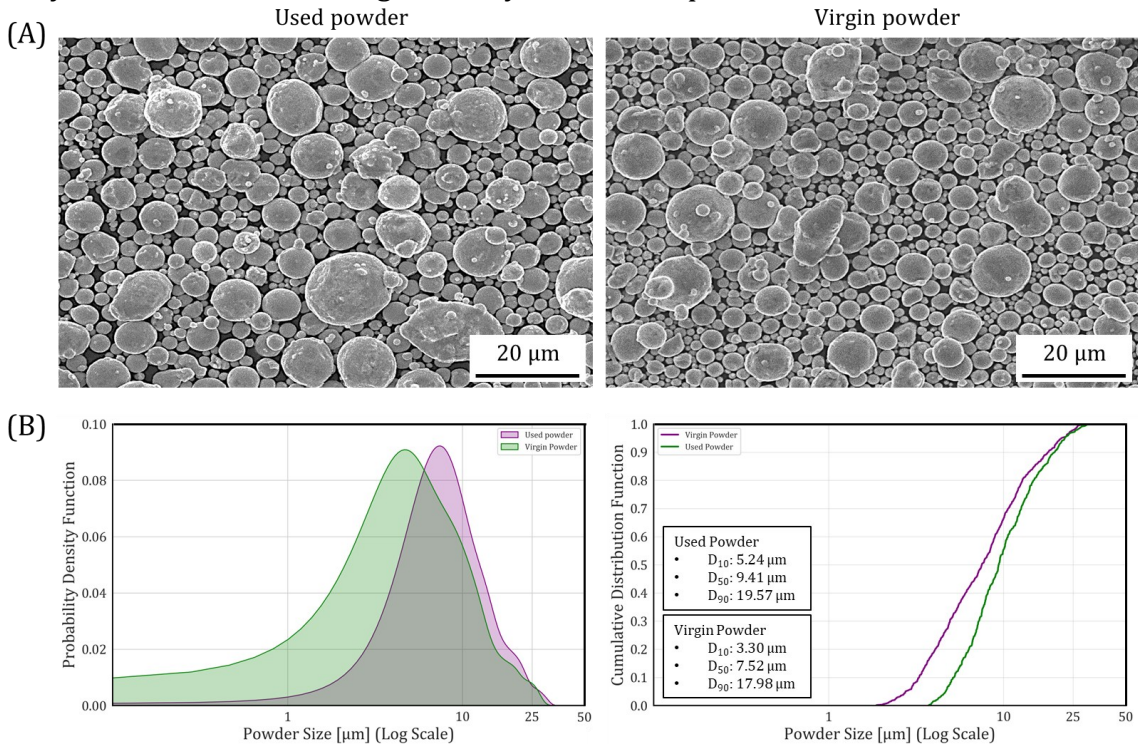 Used powder
Virgin powder
(A)
20 μm
20 μm
(B)
0.10
0.08
0.06
0.04
0.02
0.00
Probability Density Function
Used powder
Virgin Powder
1
10
25
50
Powder Size [μm] (Log Scale)
1.0
0.9
0.8
0.7
0.6
0.5
0.4
0.3
0.2
0.1
0.0
Cumulative Distribution Function
Virgin Powder
Used Powder
Used Powder
• D10: 5.24 μm
• D50: 9.41 μm
• D90: 19.57 μm
Virgin Powder
• D10: 3.30 μm
• D50: 7.52 μm
• D90: 17.98 μm
1
10
25
50
Powder Size [μm] (Log Scale)